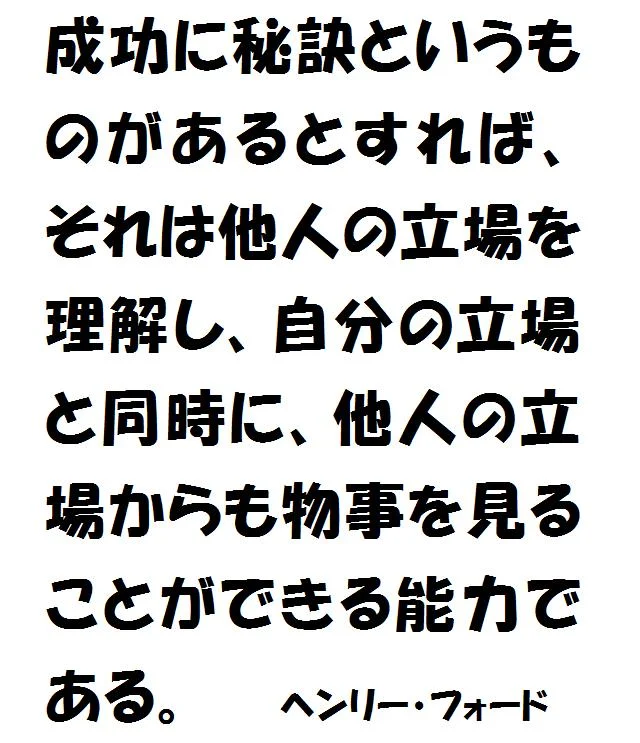 成功に秘訣というも
のがあるとすれば、
それは他人の立場を
理解し、自分の立場
と同時に、他人の立
場からも物事を見る
ことができる能力で
ある。 ヘンリー・フォード